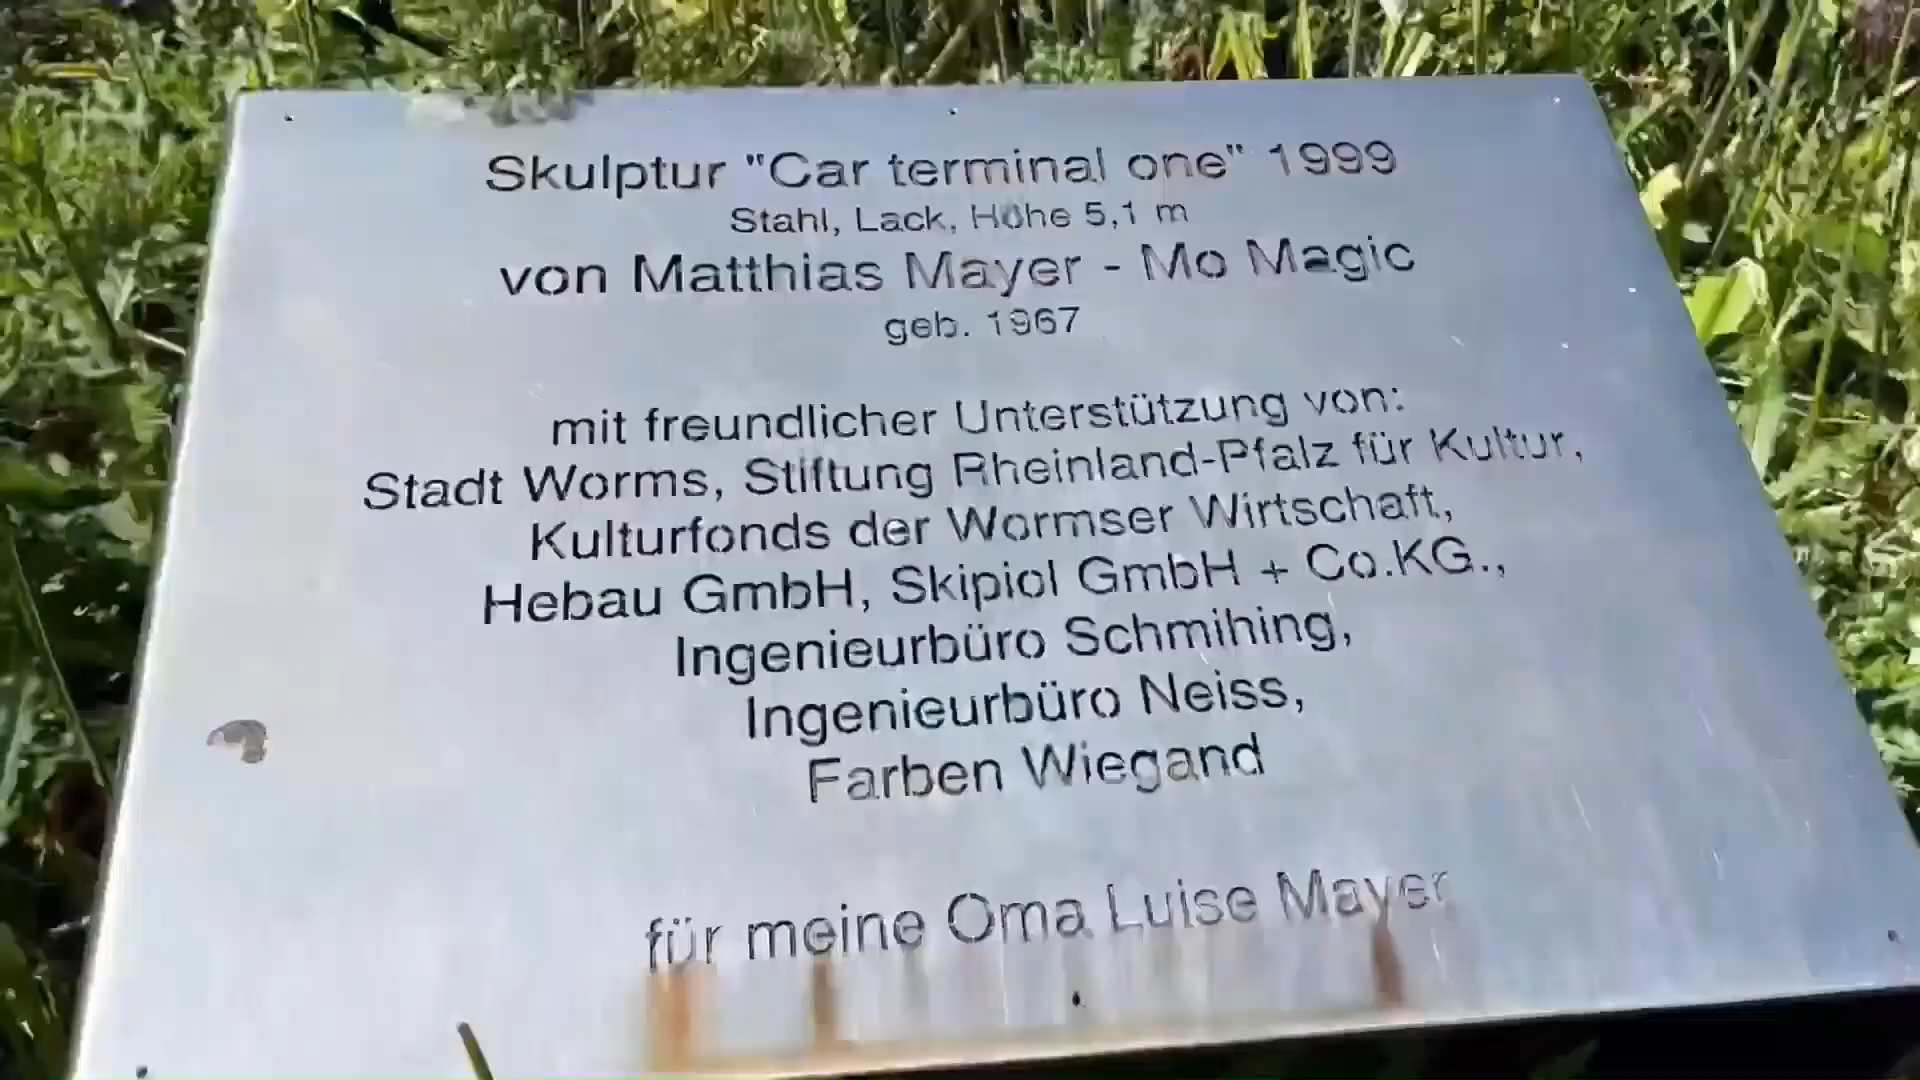 Skulptur "Car terminal one" 1999
Stahl, Lack, Höhe 5,1 m
von Matthias Mayer - Mo Magic
geb. 1967
mit freundlicher Unterstützung von:
Stadt Worms, Stiftung Rheinland-Pfalz für Kultur,
Kulturfonds der Wormser Wirtschaft,
Hebau GmbH, Skipiol GmbH + Co.KG.,
Ingenieurbüro Schmihing,
Ingenieurbüro Neiss,
Farben Wiegand
für meine Oma Luise Mayer